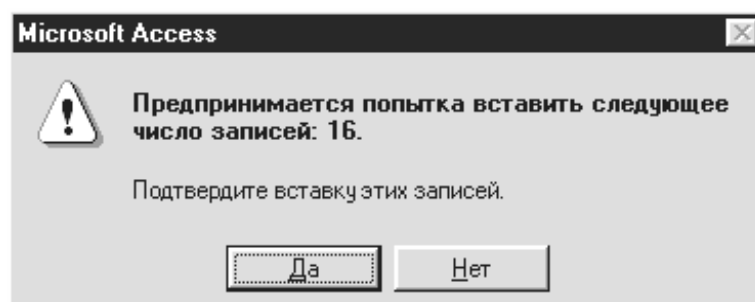 Microsoft Access
Предпринимается попытка вставить следующее
число записей: 16.
Подтвердите вставку этих записей.
Да Нет